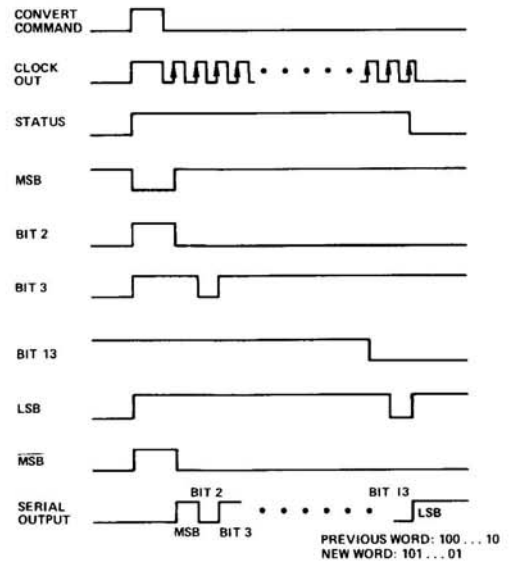 CONVERT
COMMAND
CLOCK
OUT
STATUS
MSB
BIT 2
BIT 3
BIT 13
LSB
MSB
SERIAL
OUTPUT
BIT 2
MSB
BIT 3
BIT 13
LSB
PREVIOUS WORD: 100 . . . 10
NEW WORD: 101 . . . 01